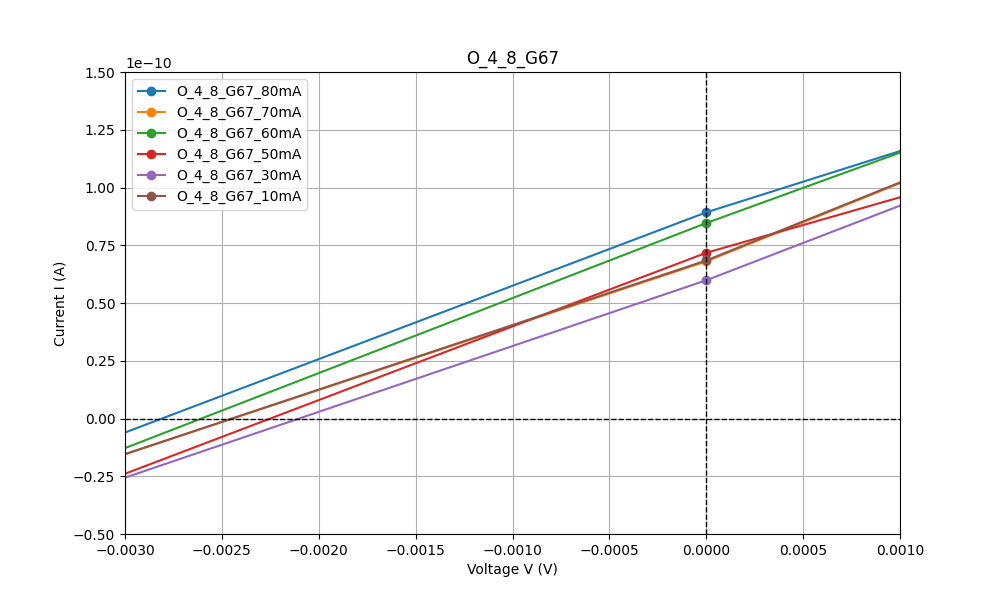 O_4_8_G67
1e−10
1.50
1.25
1.00
0.75
0.50
0.25
0.00
−0.25
−0.50
Current I (A)
O_4_8_G67_80mA
O_4_8_G67_70mA
O_4_8_G67_60mA
O_4_8_G67_50mA
O_4_8_G67_30mA
O_4_8_G67_10mA
−0.0030 −0.0025 −0.0020 −0.0015 −0.0010 −0.0005 0.0000 0.0005 0.0010
Voltage V (V)